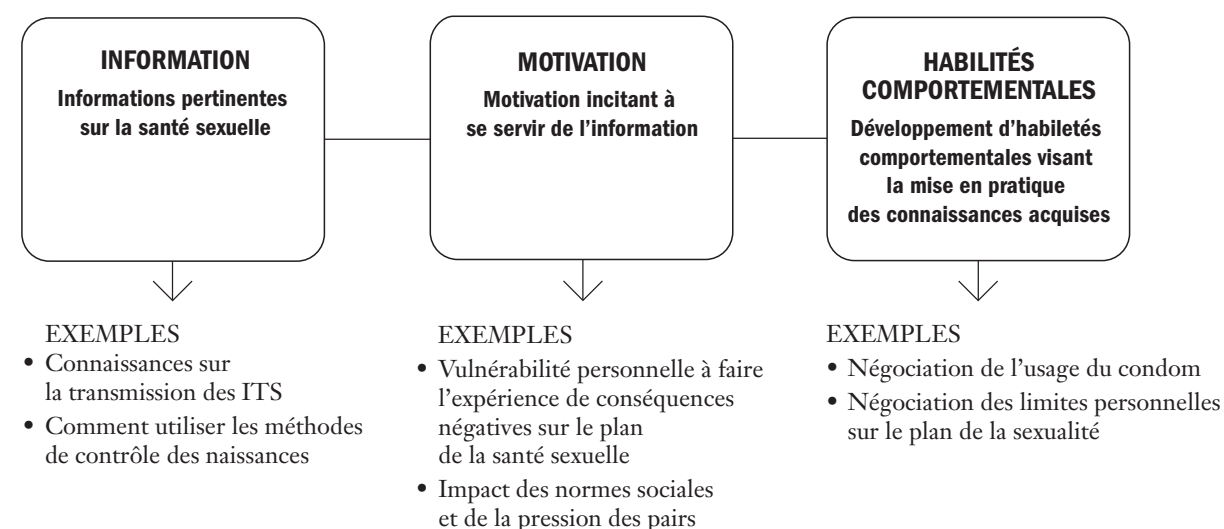 INFORMATION
Informations pertinentes
sur la santé sexuelle
MOTIVATION
Motivation incitant à
se servir de l'information
HABILITÉS
COMPORTEMENTALES
Développement d'habiletés
comportementales visant
la mise en pratique
des connaissances acquises
EXEMPLES
• Connaissances sur
la transmission des ITS
• Comment utiliser les méthodes
de contrôle des naissances
EXEMPLES
• Vulnérabilité personnelle à faire
l'expérience de conséquences
négatives sur le plan
de la santé sexuelle
• Impact des normes sociales
et de la pression des pairs
EXEMPLES
• Négociation de l'usage du condom
• Négociation des limites personnelles
sur le plan de la sexualité